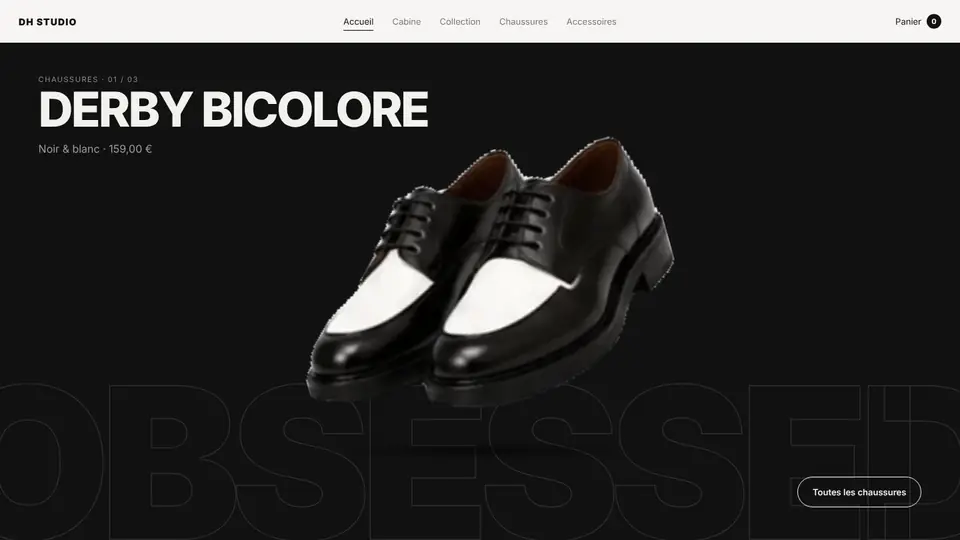 DH STUDIO
Accueil
Cabine
Collection
Chaussures
Accessoires
Panier 0
CHAUSSURES · 01 / 03
DERBY BICOLORE
Noir & blanc · 159,00 €
OBSESSED
Toutes les chaussures